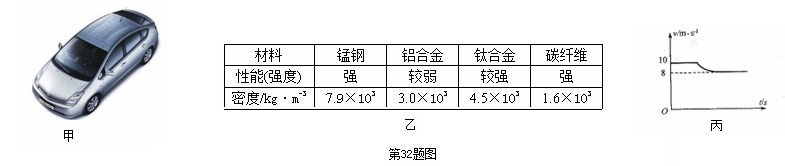 甲
材料 锰钢 铝合金 钛合金 碳纤维
性能(强度) 强 较弱 较强 强
密度/kg·m⁻³ 7.9×10³ 3.0×10³ 4.5×10³ 1.6×10³
乙
v/m·s⁻¹
10
8
O
t/s
丙
第32题图